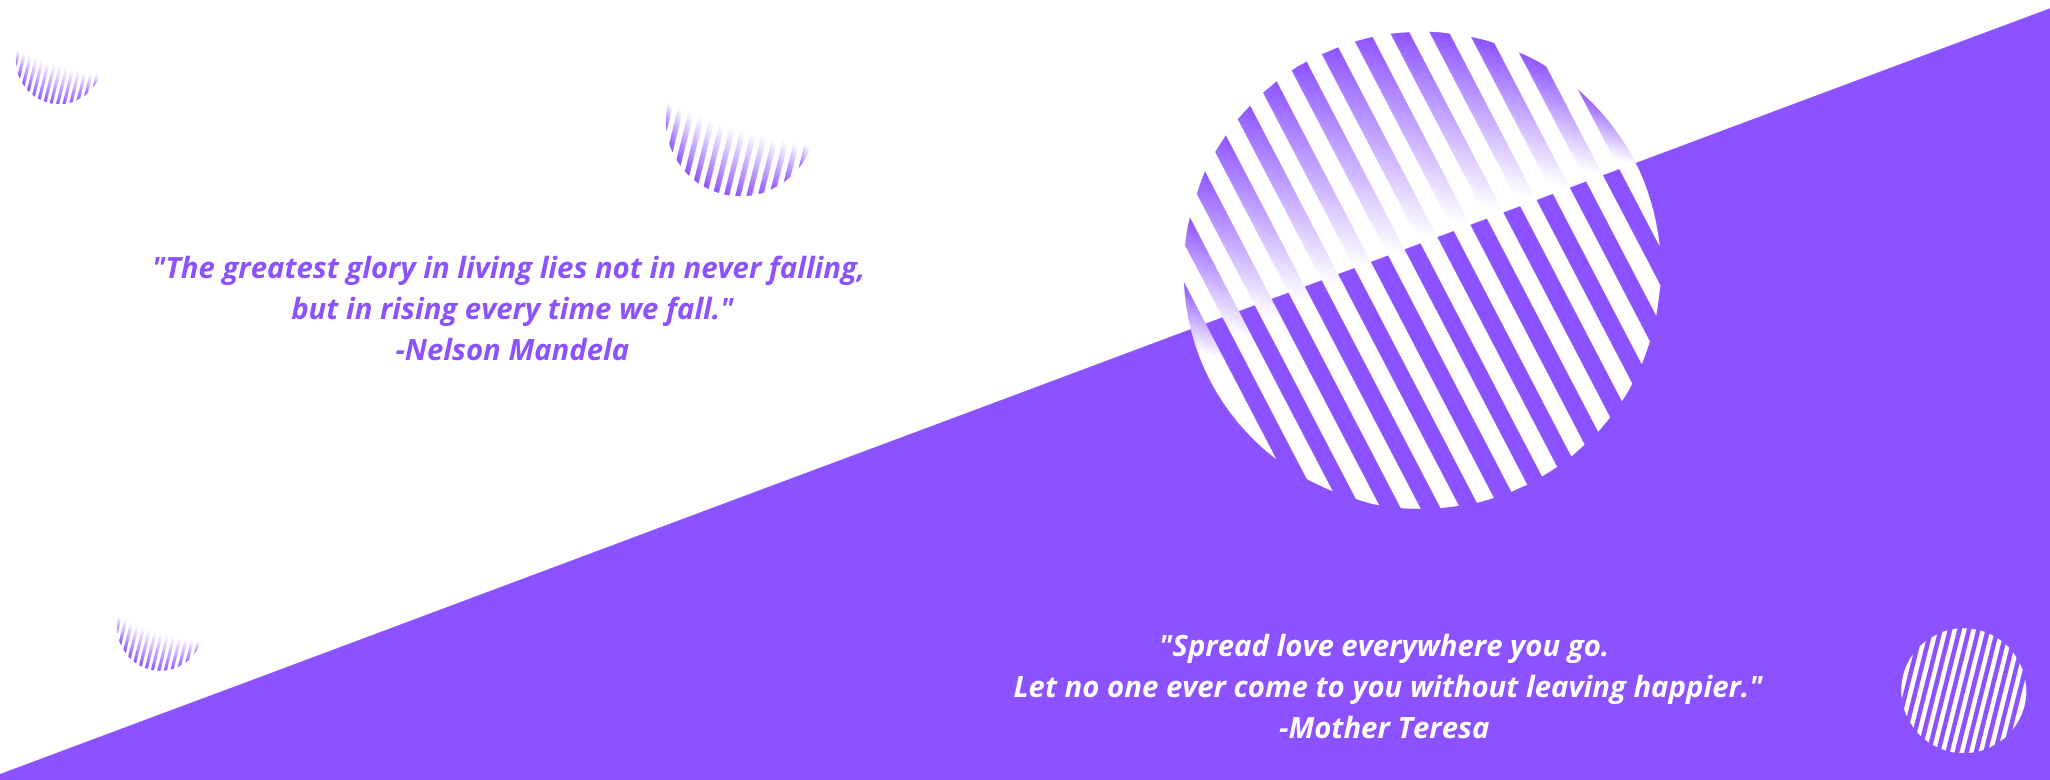 "The greatest glory in living lies not in never falling,
but in rising every time we fall."
-Nelson Mandela
"Spread love everywhere you go.
Let no one ever come to you without leaving happier."
-Mother Teresa